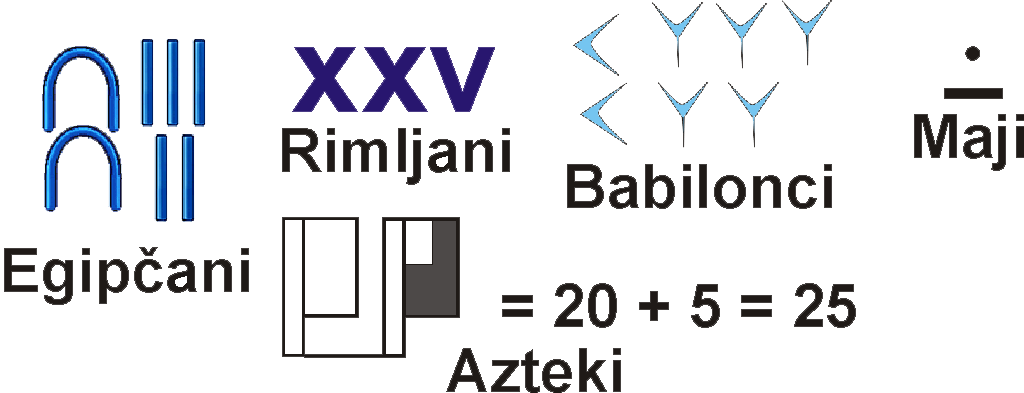 XXV
Rimljani
Babilonci
Maji
Egipčani
= 20 + 5 = 25
Azteki